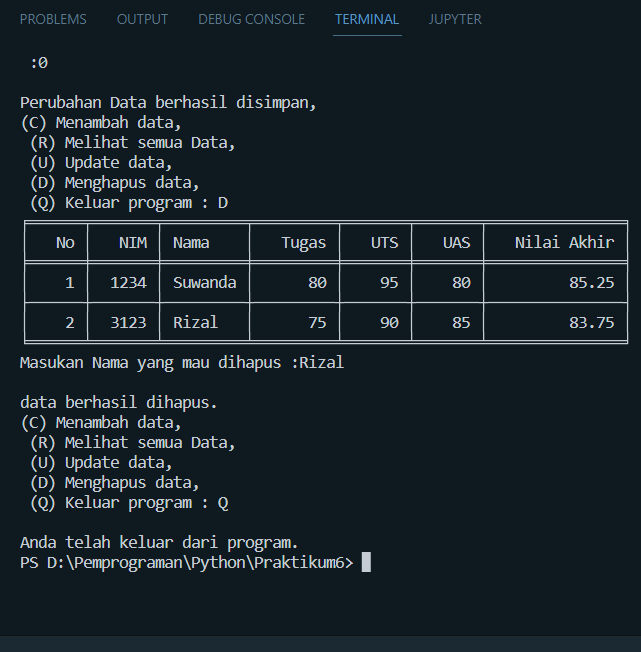 PROBLEMS OUTPUT DEBUG CONSOLE TERMINAL JUPYTER
:0
Perubahan Data berhasil disimpan,
(C) Menambah data,
(R) Melihat semua Data,
(U) Update data,
(D) Menghapus data,
(Q) Keluar program : D
No NIM Nama Tugas UTS UAS Nilai Akhir
1 1234 Suwanda 80 95 80 85.25
2 3123 Rizal 75 90 85 83.75
Masukan Nama yang mau dihapus :Rizal
data berhasil dihapus.
(C) Menambah data,
(R) Melihat semua Data,
(U) Update data,
(D) Menghapus data,
(Q) Keluar program : Q
Anda telah keluar dari program.
PS D:\Pemprograman\Python\Praktikum6>